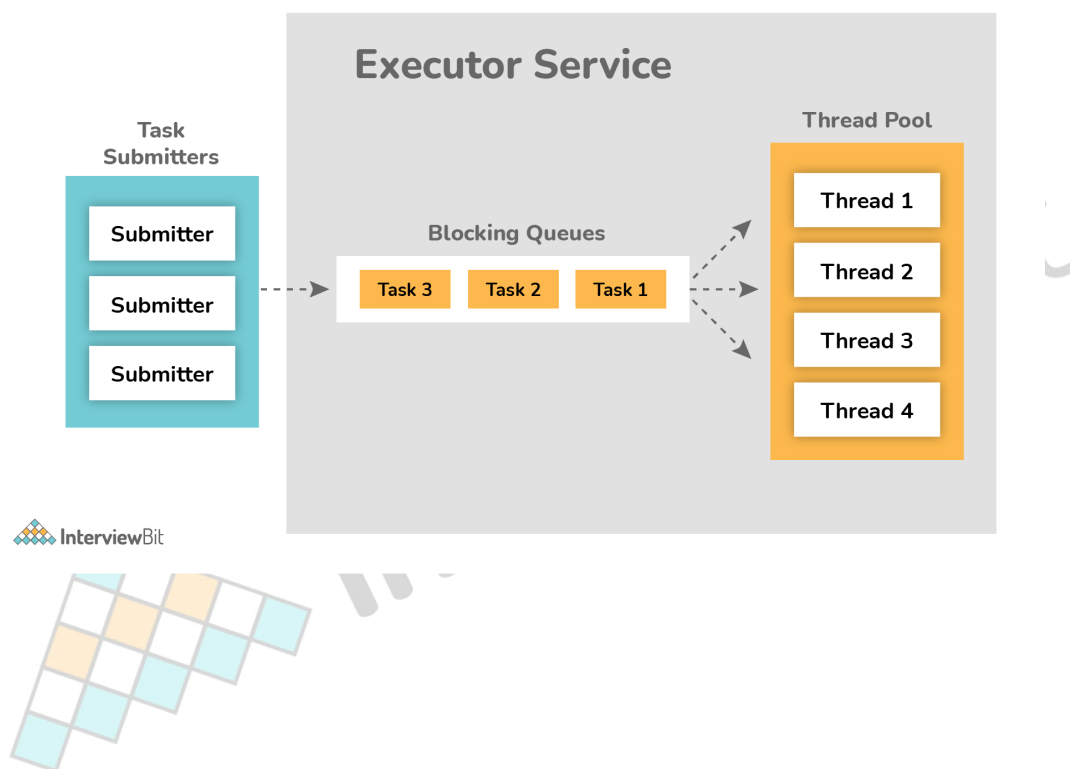 Executor Service
Task
Submitters
Submitter
Submitter
Submitter
Blocking Queues
Task 3
Task 2
Task 1
Thread Pool
Thread 1
Thread 2
Thread 3
Thread 4
InterviewBit